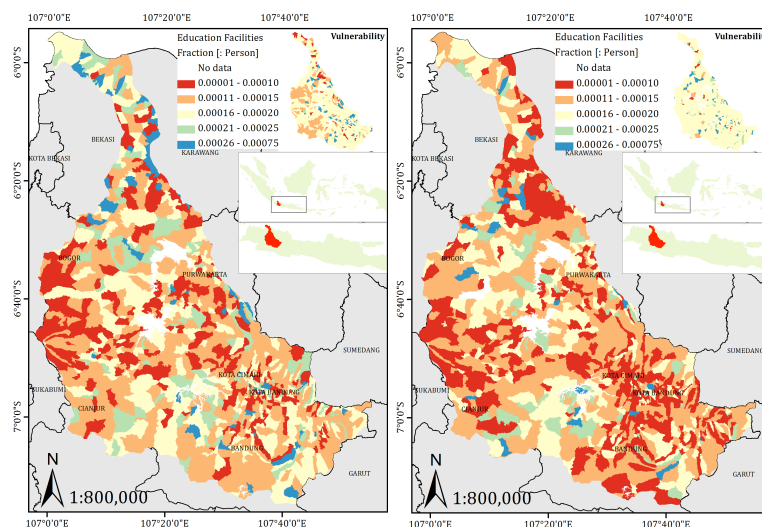 107°0'0"E 107°20'0"E 107°40'0"E
Education Facilities
Fraction [: Person]
No data
0.00001 - 0.00010
0.00011 - 0.00015
0.00016 - 0.00020
0.00021 - 0.00025
0.00026 - 0.00075
Vulnerability
6°0'0"S
6°20'0"S
6°40'0"S
7°0'0"S
BEKASI
KOTA BEKASI
KARAWANG
BOGOR
PURWAKARTA
SUMEDANG
KOTA CIMAHI
SUKABUMI
KOTA BANDUNG
CIANJUR
BANDUNG
GARUT
N
1:800,000
107°0'0"E 107°20'0"E 107°40'0"E
107°0'0"E 107°20'0"E 107°40'0"E
Education Facilities
Fraction [: Person]
No data
0.00001 - 0.00010
0.00011 - 0.00015
0.00016 - 0.00020
0.00021 - 0.00025
0.00026 - 0.00075
Vulnerability
6°0'0"S
6°20'0"S
6°40'0"S
7°0'0"S
BEKASI
KOTA BEKASI
KARAWANG
BOGOR
PURWAKARTA
SUMEDANG
KOTA CIMAHI
SUKABUMI
KOTA BANDUNG
CIANJUR
BANDUNG
GARUT
N
1:800,000
107°0'0"E 107°20'0"E 107°40'0"E